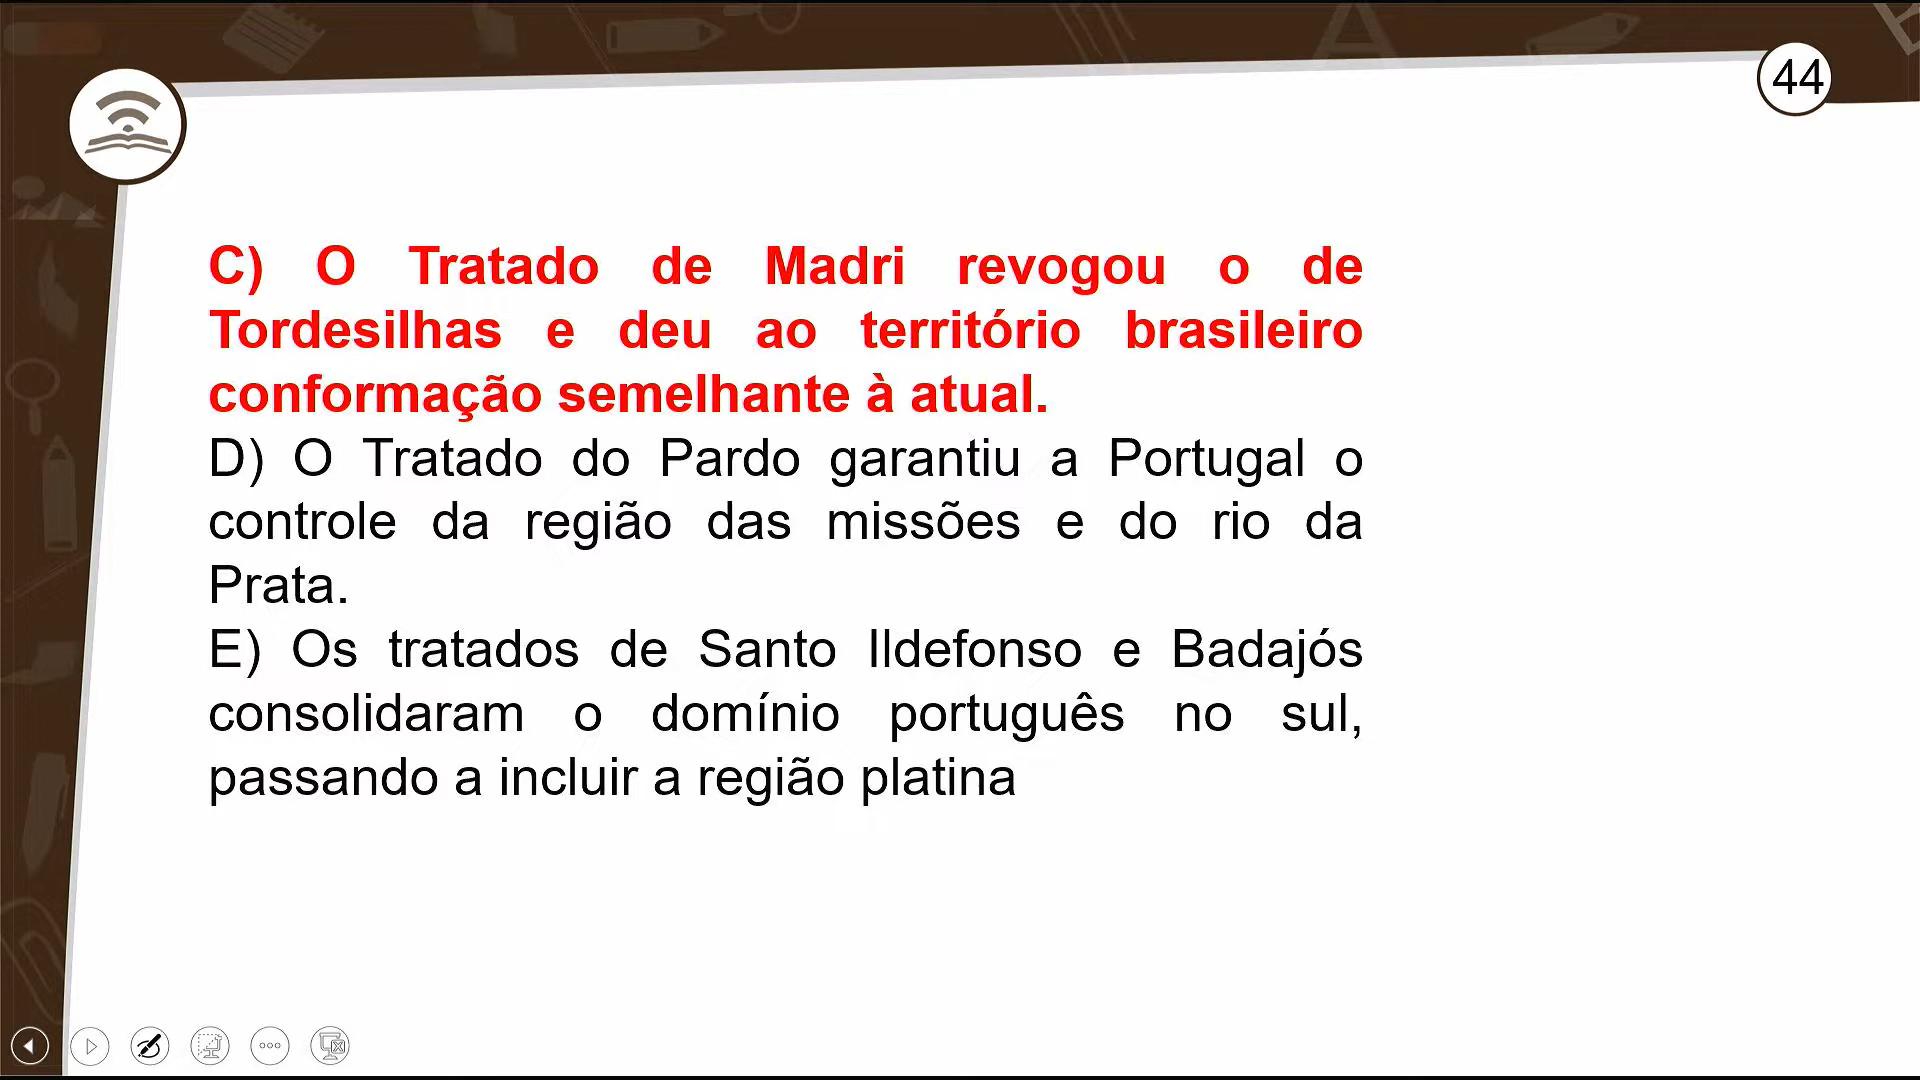 44
C) O Tratado de Madri revogou o de
Tordesilhas e deu ao território brasileiro
conformação semelhante à atual.
D) O Tratado do Pardo garantiu a Portugal o
controle da região das missões e do rio da
Prata.
E) Os tratados de Santo Ildefonso e Badajós
consolidaram o domínio português no sul,
passando a incluir a região platina